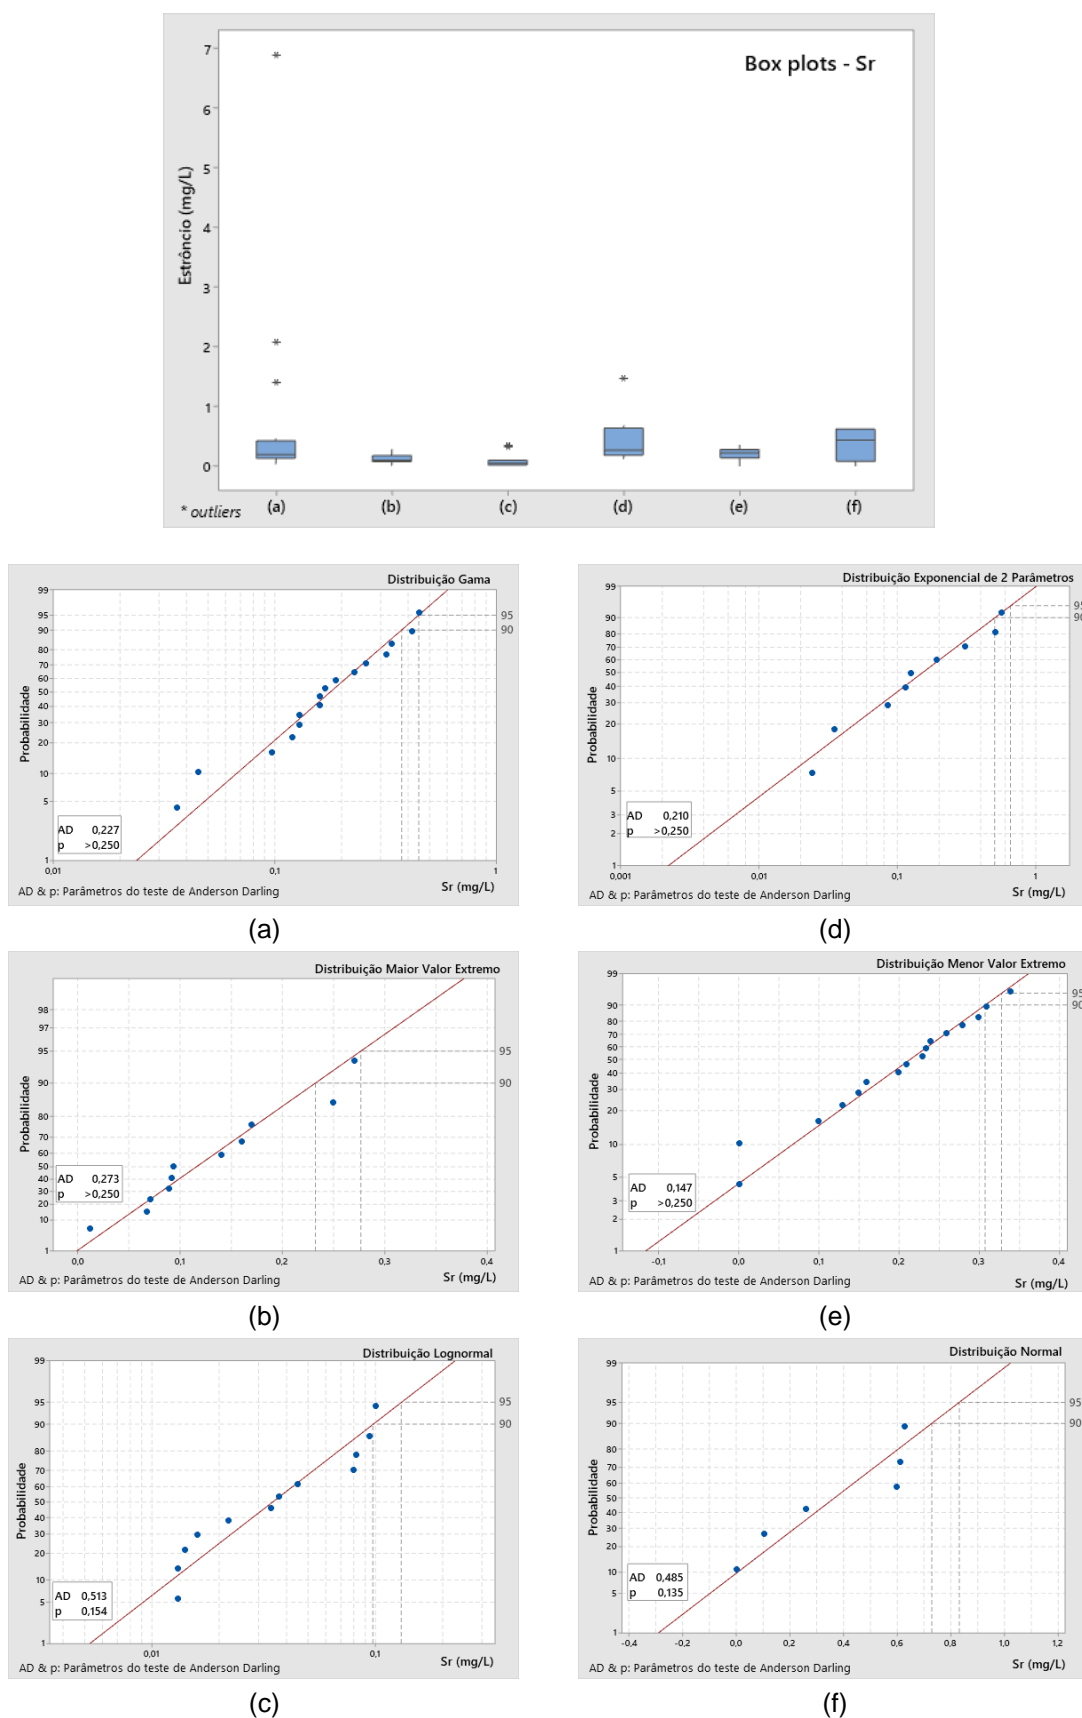 Box plots - Sr
Estrôncio (mg/L)
7
6
5
4
3
2
1
0
* outliers
(a) (b) (c) (d) (e) (f)
Distribuição Gama
Probabilidade
99
95
90
80
70
60
50
40
30
20
10
5
1
95
90
AD 0,227
p >0,250
0,01 0,1 1
AD & p: Parâmetros do teste de Anderson Darling
Sr (mg/L)
(a)
Distribuição Exponencial de 2 Parâmetros
Probabilidade
99
90
80
70
60
50
40
30
20
10
5
3
2
1
95
90
AD 0,210
p >0,250
0,001 0,01 0,1 1
AD & p: Parâmetros do teste de Anderson Darling
Sr (mg/L)
(d)
Distribuição Maior Valor Extremo
Probabilidade
98
97
95
90
80
70
60
50
40
30
20
10
1
95
90
AD 0,273
p >0,250
0,0 0,1 0,2 0,3 0,4
AD & p: Parâmetros do teste de Anderson Darling
Sr (mg/L)
(b)
Distribuição Menor Valor Extremo
Probabilidade
99
90
80
70
60
50
40
30
20
10
5
3
2
1
95
90
AD 0,147
p >0,250
-0,1 0,0 0,1 0,2 0,3 0,4
AD & p: Parâmetros do teste de Anderson Darling
Sr (mg/L)
(e)
Distribuição Lognormal
Probabilidade
99
95
90
80
70
60
50
40
30
20
10
5
1
95
90
AD 0,513
p 0,154
0,01 0,1
AD & p: Parâmetros do teste de Anderson Darling
Sr (mg/L)
(c)
Distribuição Normal
Probabilidade
99
95
90
80
70
60
50
40
30
20
10
5
1
95
90
AD 0,485
p 0,135
-0,4 -0,2 0,0 0,2 0,4 0,6 0,8 1,0 1,2
AD & p: Parâmetros do teste de Anderson Darling
Sr (mg/L)
(f)